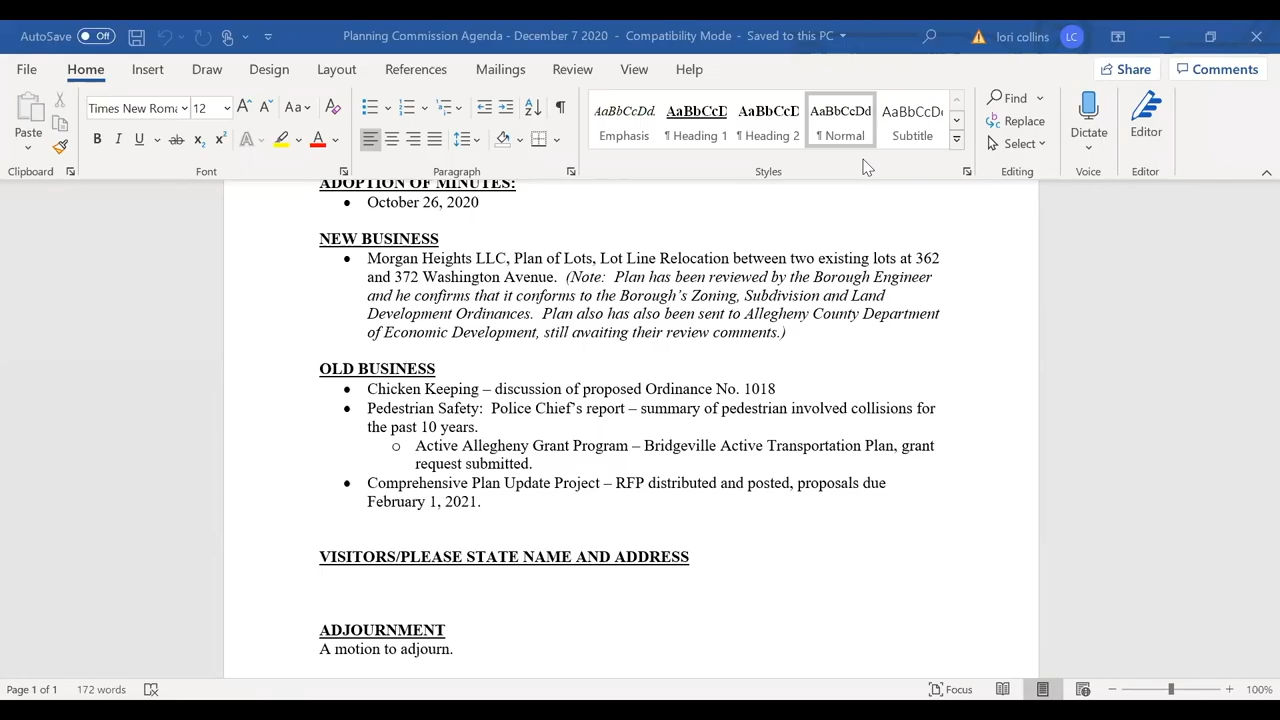 AutoSave Off Planning Commission Agenda - December 7 2020 - Compatibility Mode - Saved to this PC lori collins LC
File Home Insert Draw Design Layout References Mailings Review View Help Share Comments
Paste Times New Roma 12 Aa A A
AaBbCcDd. AaBbCcD AaBbCcD AaBbCcDd AaBbCcD
Emphasis ¶ Heading 1 ¶ Heading 2 ¶ Normal Subtitle
Find Replace Select Dictate Editor
B I U ab x₂ x² A A
Clipboard Font Paragraph Styles Editing Voice Editor
ADOPTION OF MINUTES:
• October 26, 2020
NEW BUSINESS
• Morgan Heights LLC, Plan of Lots, Lot Line Relocation between two existing lots at 362
and 372 Washington Avenue. (Note: Plan has been reviewed by the Borough Engineer
and he confirms that it conforms to the Borough's Zoning, Subdivision and Land
Development Ordinances. Plan also has also been sent to Allegheny County Department
of Economic Development, still awaiting their review comments.)
OLD BUSINESS
• Chicken Keeping – discussion of proposed Ordinance No. 1018
• Pedestrian Safety: Police Chief's report – summary of pedestrian involved collisions for
the past 10 years.
o Active Allegheny Grant Program – Bridgeville Active Transportation Plan, grant
request submitted.
• Comprehensive Plan Update Project – RFP distributed and posted, proposals due
February 1, 2021.
VISITORS/PLEASE STATE NAME AND ADDRESS
ADJOURNMENT
A motion to adjourn.
Page 1 of 1 172 words Focus 100%